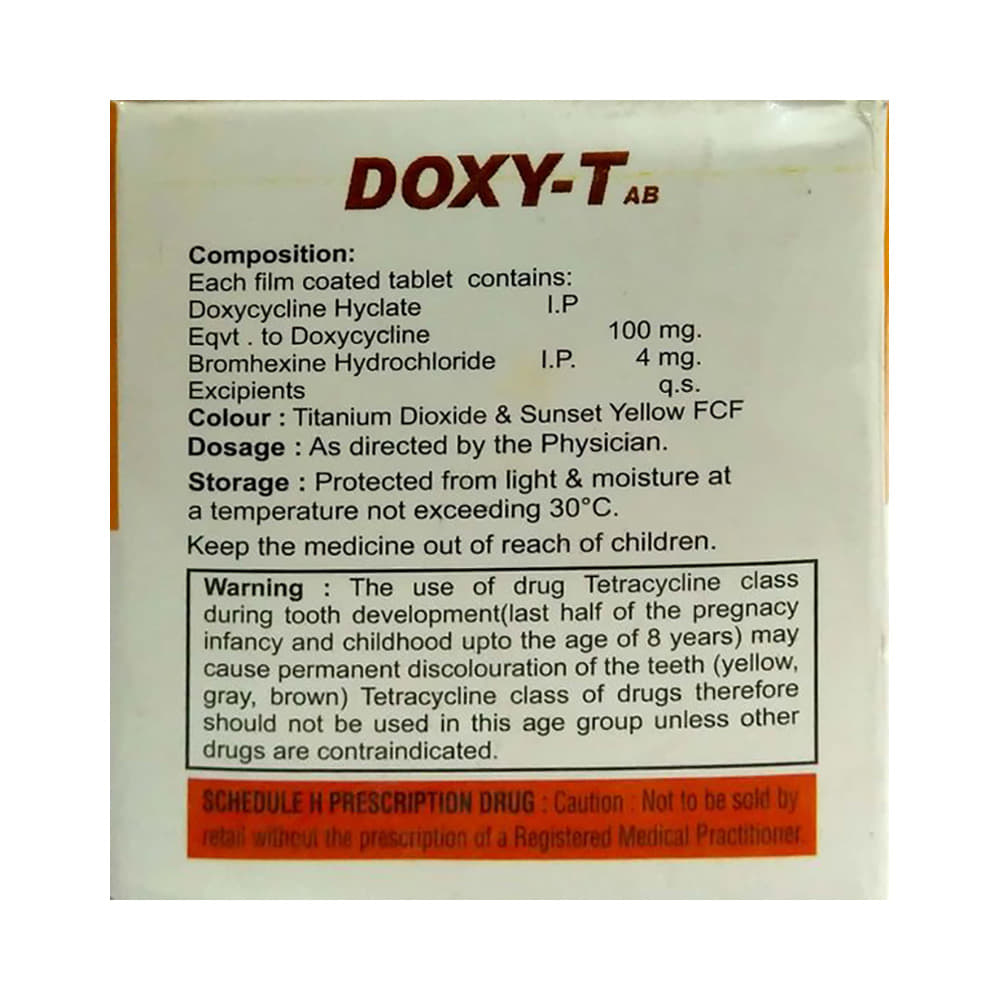 DOXY-TAB
Composition:
Each film coated tablet contains:
Doxycycline Hyclate I.P
Eqvt . to Doxycycline 100 mg.
Bromhexine Hydrochloride I.P. 4 mg.
Excipients q.s.
Colour : Titanium Dioxide & Sunset Yellow FCF
Dosage : As directed by the Physician.
Storage : Protected from light & moisture at
a temperature not exceeding 30°C.
Keep the medicine out of reach of children.
Warning : The use of drug Tetracycline class
during tooth development(last half of the pregnacy
infancy and childhood upto the age of 8 years) may
cause permanent discolouration of the teeth (yellow,
gray, brown) Tetracycline class of drugs therefore
should not be used in this age group unless other
drugs are contraindicated.
SCHEDULE H PRESCRIPTION DRUG : Caution : Not to be sold by
retail without the prescription of a Registered Medical Practitioner.